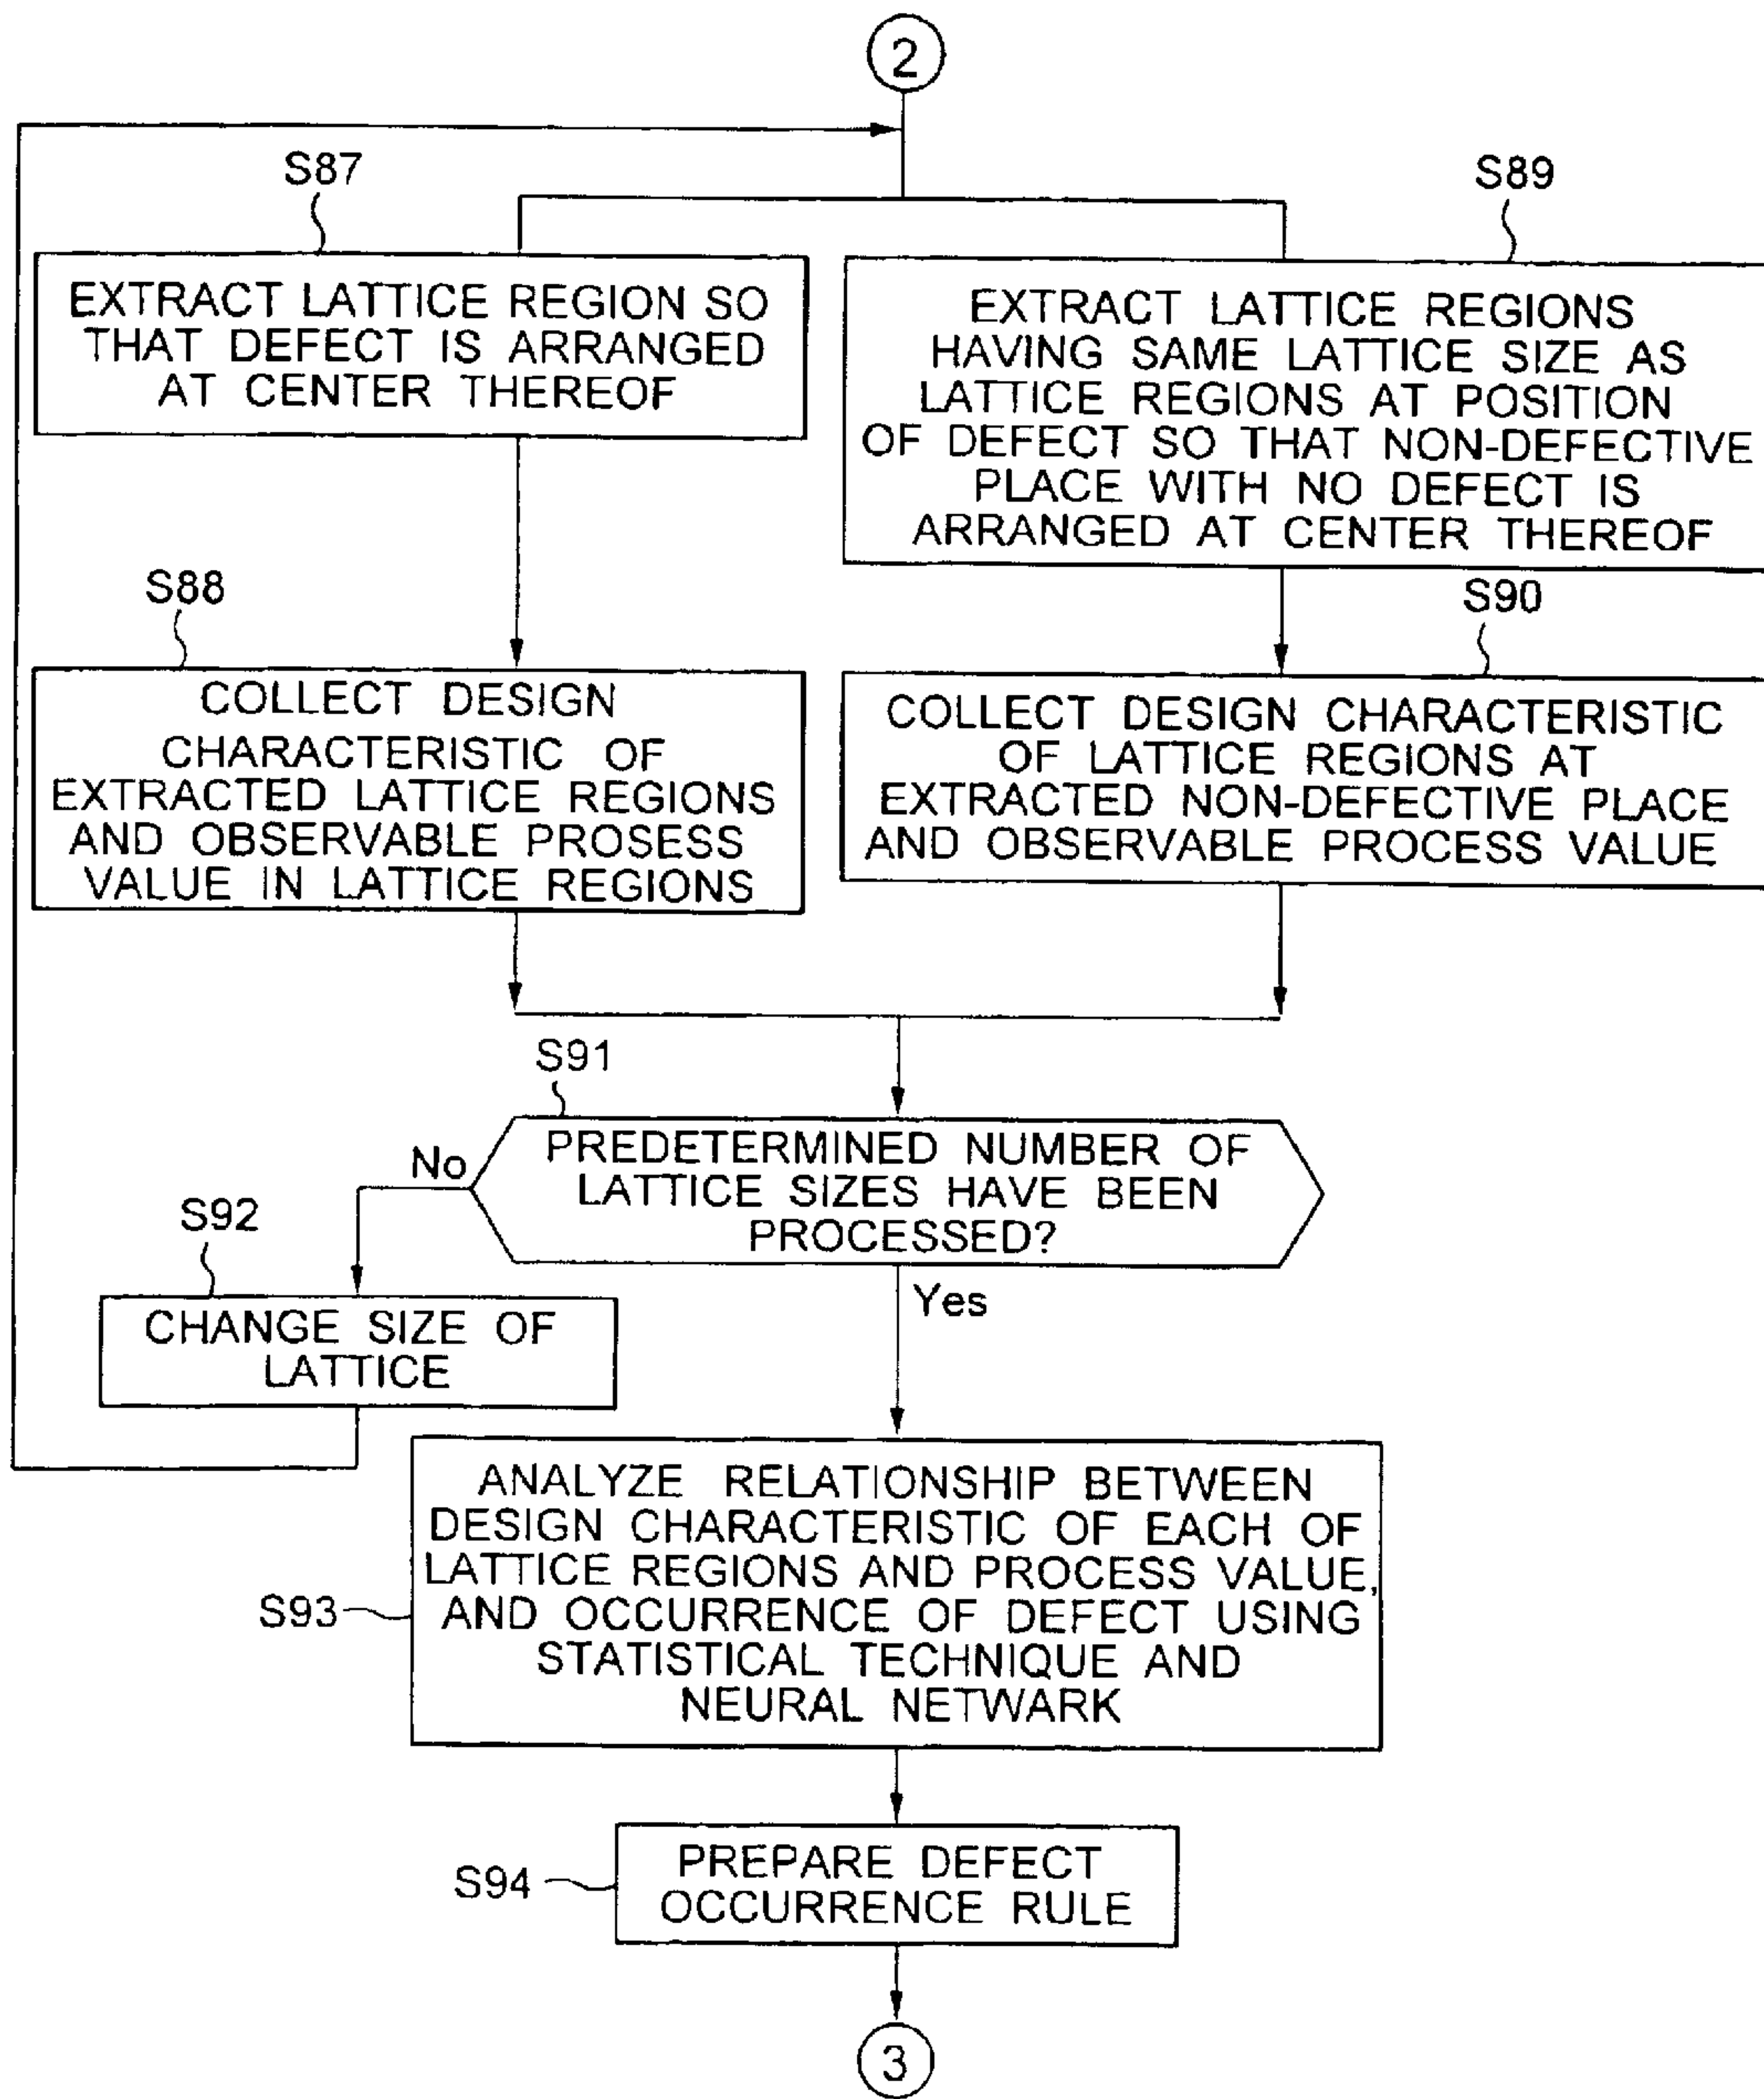 2
S87
EXTRACT LATTICE REGION SO
THAT DEFECT IS ARRANGED
AT CENTER THEREOF
S89
EXTRACT LATTICE REGIONS
HAVING SAME LATTICE SIZE AS
LATTICE REGIONS AT POSITION
OF DEFECT SO THAT NON-DEFECTIVE
PLACE WITH NO DEFECT IS
ARRANGED AT CENTER THEREOF
S88
COLLECT DESIGN
CHARACTERISTIC OF
EXTRACTED LATTICE REGIONS
AND OBSERVABLE PROSESS
VALUE IN LATTICE REGIONS
S90
COLLECT DESIGN CHARACTERISTIC
OF LATTICE REGIONS AT
EXTRACTED NON-DEFECTIVE PLACE
AND OBSERVABLE PROCESS VALUE
S91
PREDETERMINED NUMBER OF
LATTICE SIZES HAVE BEEN
PROCESSED?
No
S92
CHANGE SIZE OF
LATTICE
Yes
S93
ANALYZE RELATIONSHIP BETWEEN
DESIGN CHARACTERISTIC OF EACH OF
LATTICE REGIONS AND PROCESS VALUE,
AND OCCURRENCE OF DEFECT USING
STATISTICAL TECHNIQUE AND
NEURAL NETWARK
S94
PREPARE DEFECT
OCCURRENCE RULE
3